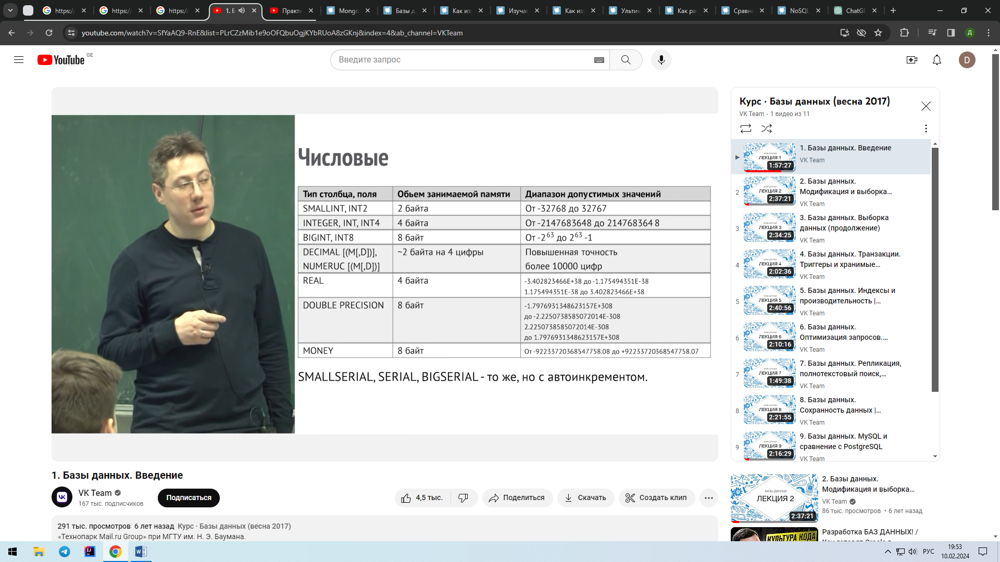 https:/
https:/
https:/
1. Б
Практи
Mongo
Базы д
Как из
Изучае
Как из
Ультим
Как ра
Сравне
NoSQL
ChatGP
youtube.com/watch?v=SfYaAQ9-RnE&list=PLrCZzMib1e9oOFQbuOgjKYbRUoA8zGKnj&index=4&ab_channel=VKTeam
Д
YouTube GE
Введите запрос
D
Числовые
Тип столбца, поля Обьем занимаемой памяти Диапазон допустимых значений
SMALLINT, INT2 2 байта От -32768 до 32767
INTEGER, INT, INT4 4 байта От -2147683648 до 2147683648
BIGINT, INT8 8 байт От -2⁶³ до 2⁶³ -1
DECIMAL [(M[,D])], ~2 байта на 4 цифры Повышенная точность
NUMERUC [(M[,D])] более 10000 цифр
REAL 4 байта -3.402823466E+38 до -1.175494351E-38
1.175494351E-38 до 3.402823466E+38
DOUBLE PRECISION 8 байт -1.7976931348623157E+308
до -2.2250738585072014E-308
2.2250738585072014E-308
до 1.7976931348623157E+308
MONEY 8 байт От -92233720368547758.08 до +92233720368547758.07
SMALLSERIAL, SERIAL, BIGSERIAL - то же, но с автоинкрементом.
1. Базы данных. Введение
VK Team
167 тыс. подписчиков
Подписаться
4,5 тыс.
Поделиться
Скачать
Создать клип
291 тыс. просмотров 6 лет назад Курс · Базы данных (весна 2017)
«Технопарк Mail.ru Group» при МГТУ им. Н. Э. Баумана.
Курс · Базы данных (весна 2017)
VK Team - 1 видео из 11
ЛЕКЦИЯ 1
1:57:27
1. Базы данных. Введение
VK Team
2
ЛЕКЦИЯ 2
2:37:21
2. Базы данных.
Модификация и выборка...
VK Team
3
ЛЕКЦИЯ 3
2:34:25
3. Базы данных. Выборка
данных (продолжение)
VK Team
4
ЛЕКЦИЯ 4
2:02:36
4. Базы данных. Транзакции.
Триггеры и хранимые...
VK Team
5
ЛЕКЦИЯ 5
2:40:56
5. Базы данных. Индексы и
производительность |...
VK Team
6
ЛЕКЦИЯ 6
2:10:16
6. Базы данных.
Оптимизация запросов....
VK Team
7
ЛЕКЦИЯ 7
1:49:38
7. Базы данных. Репликация,
полнотекстовый поиск,...
VK Team
8
ЛЕКЦИЯ 8
2:21:55
8. Базы данных.
Сохранность данных |...
VK Team
9
ЛЕКЦИЯ 9
2:16:29
9. Базы данных. MySQL и
сравнение с PostgreSQL
VK Team
БАЗЫ ДАННЫХ
ЛЕКЦИЯ 2
2:37:21
2. Базы данных.
Модификация и выборка...
VK Team
86 тыс. просмотров • 6 лет назад
КУЛЬТУРА КОДА
Разработка БАЗ ДАННЫХ! /
РУС
19:53
10.02.2024